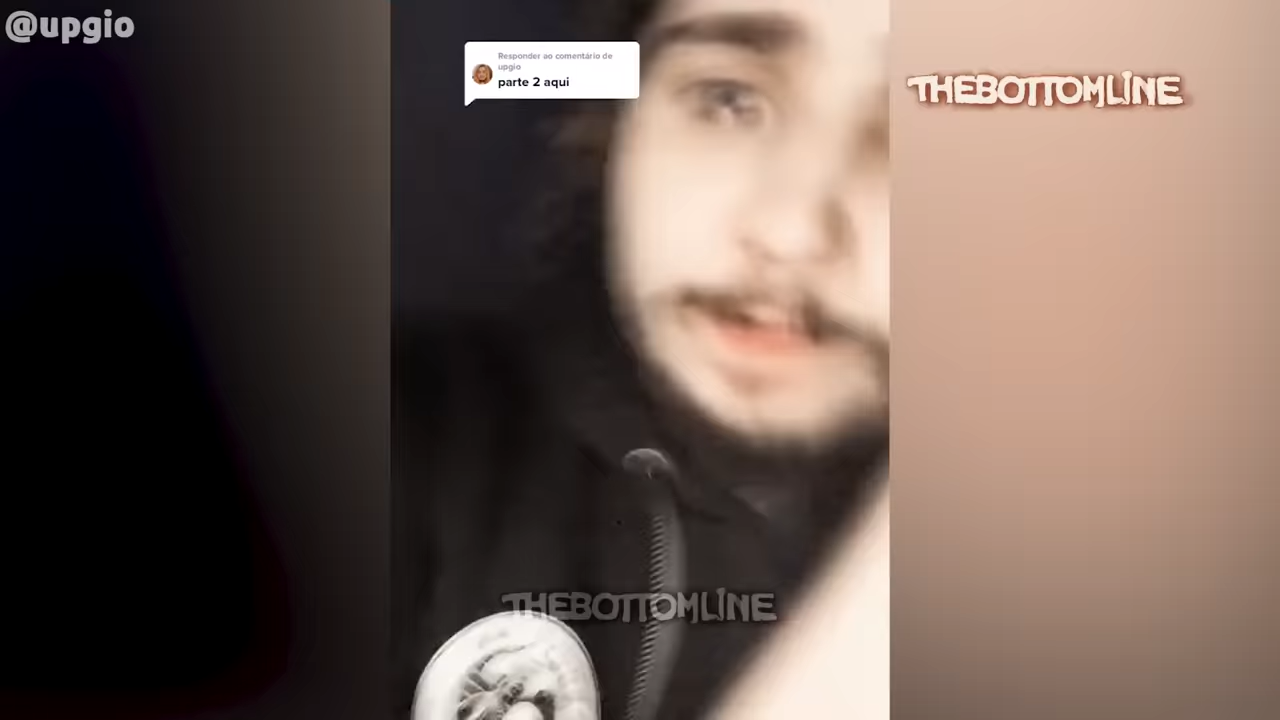 @upgio
Responder ao comentário de
upgio
parte 2 aqui
THEBOTTOMLINE
THEBOTTOMLINE